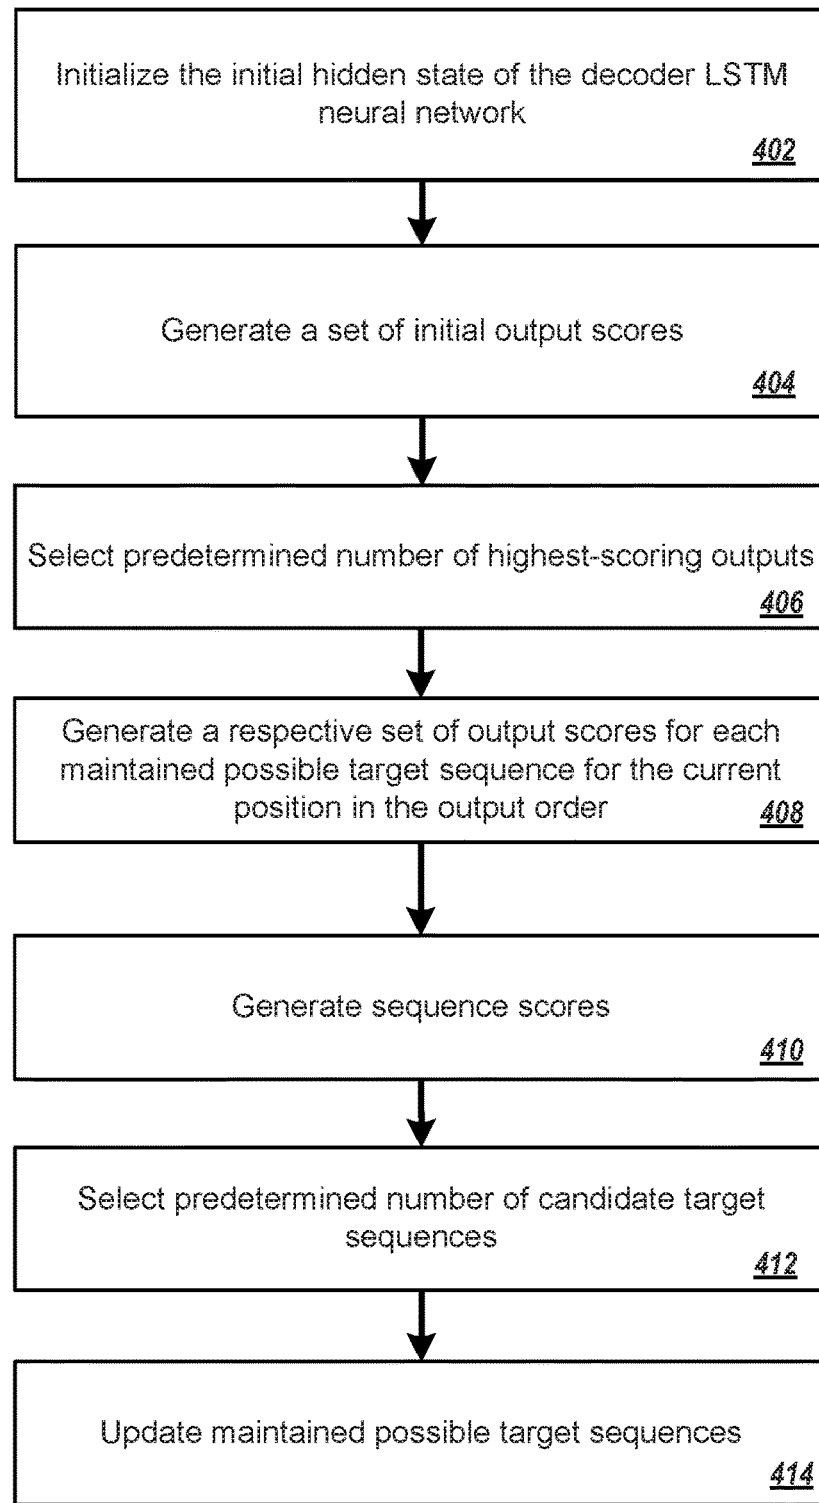 Initialize the initial hidden state of the decoder LSTM
neural network
402
Generate a set of initial output scores
404
Select predetermined number of highest-scoring outputs
406
Generate a respective set of output scores for each
maintained possible target sequence for the current
position in the output order
408
Generate sequence scores
410
Select predetermined number of candidate target
sequences
412
Update maintained possible target sequences
414